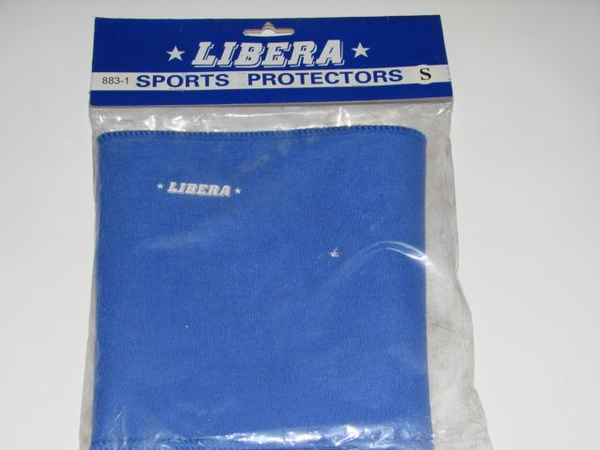 ★ LIBERA ★
883-1 SPORTS PROTECTORS S
★ LIBERA ★